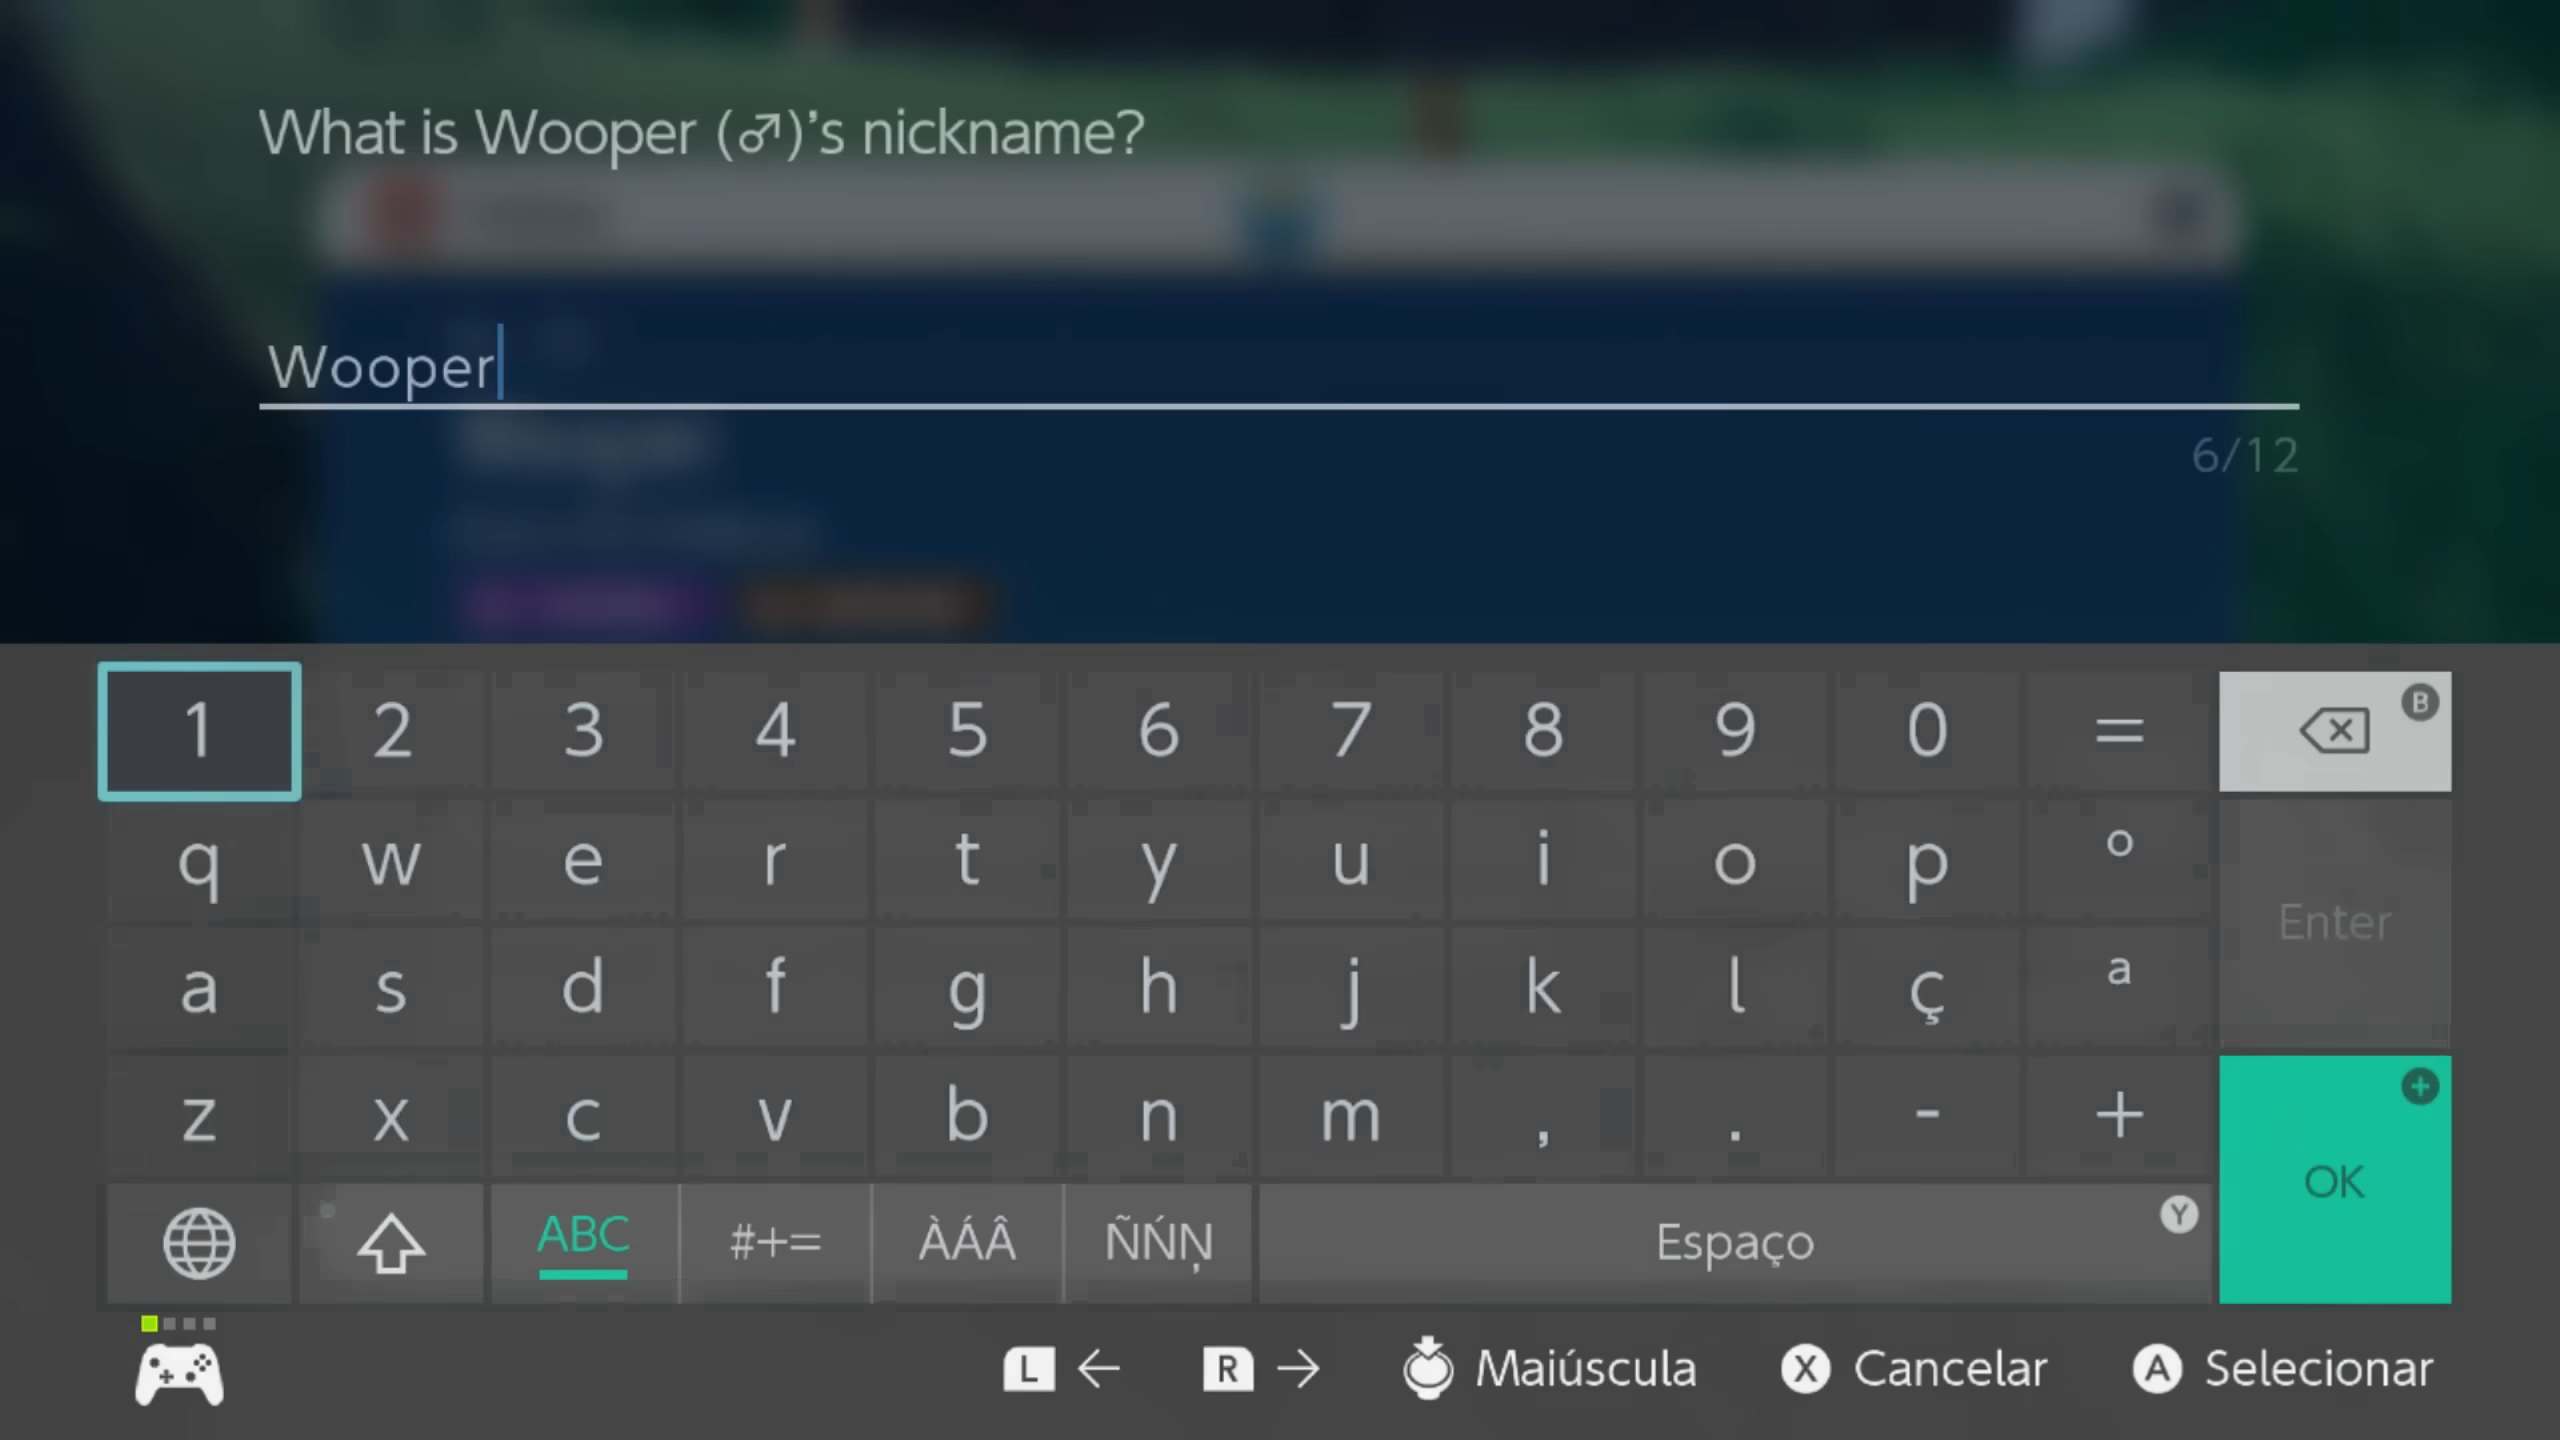 What is Wooper (♂)’s nickname?
Wooper
6/12
1 2 3 4 5 6 7 8 9 0 = B
q w e r t y u i o p º
Enter
a s d f g h j k l ç ª
z x c v b n m , . - + +
OK
ABC #+= ÀÁÂ ÑŃŅ Espaço Y
L ← R → Maiúscula X Cancelar A Selecionar